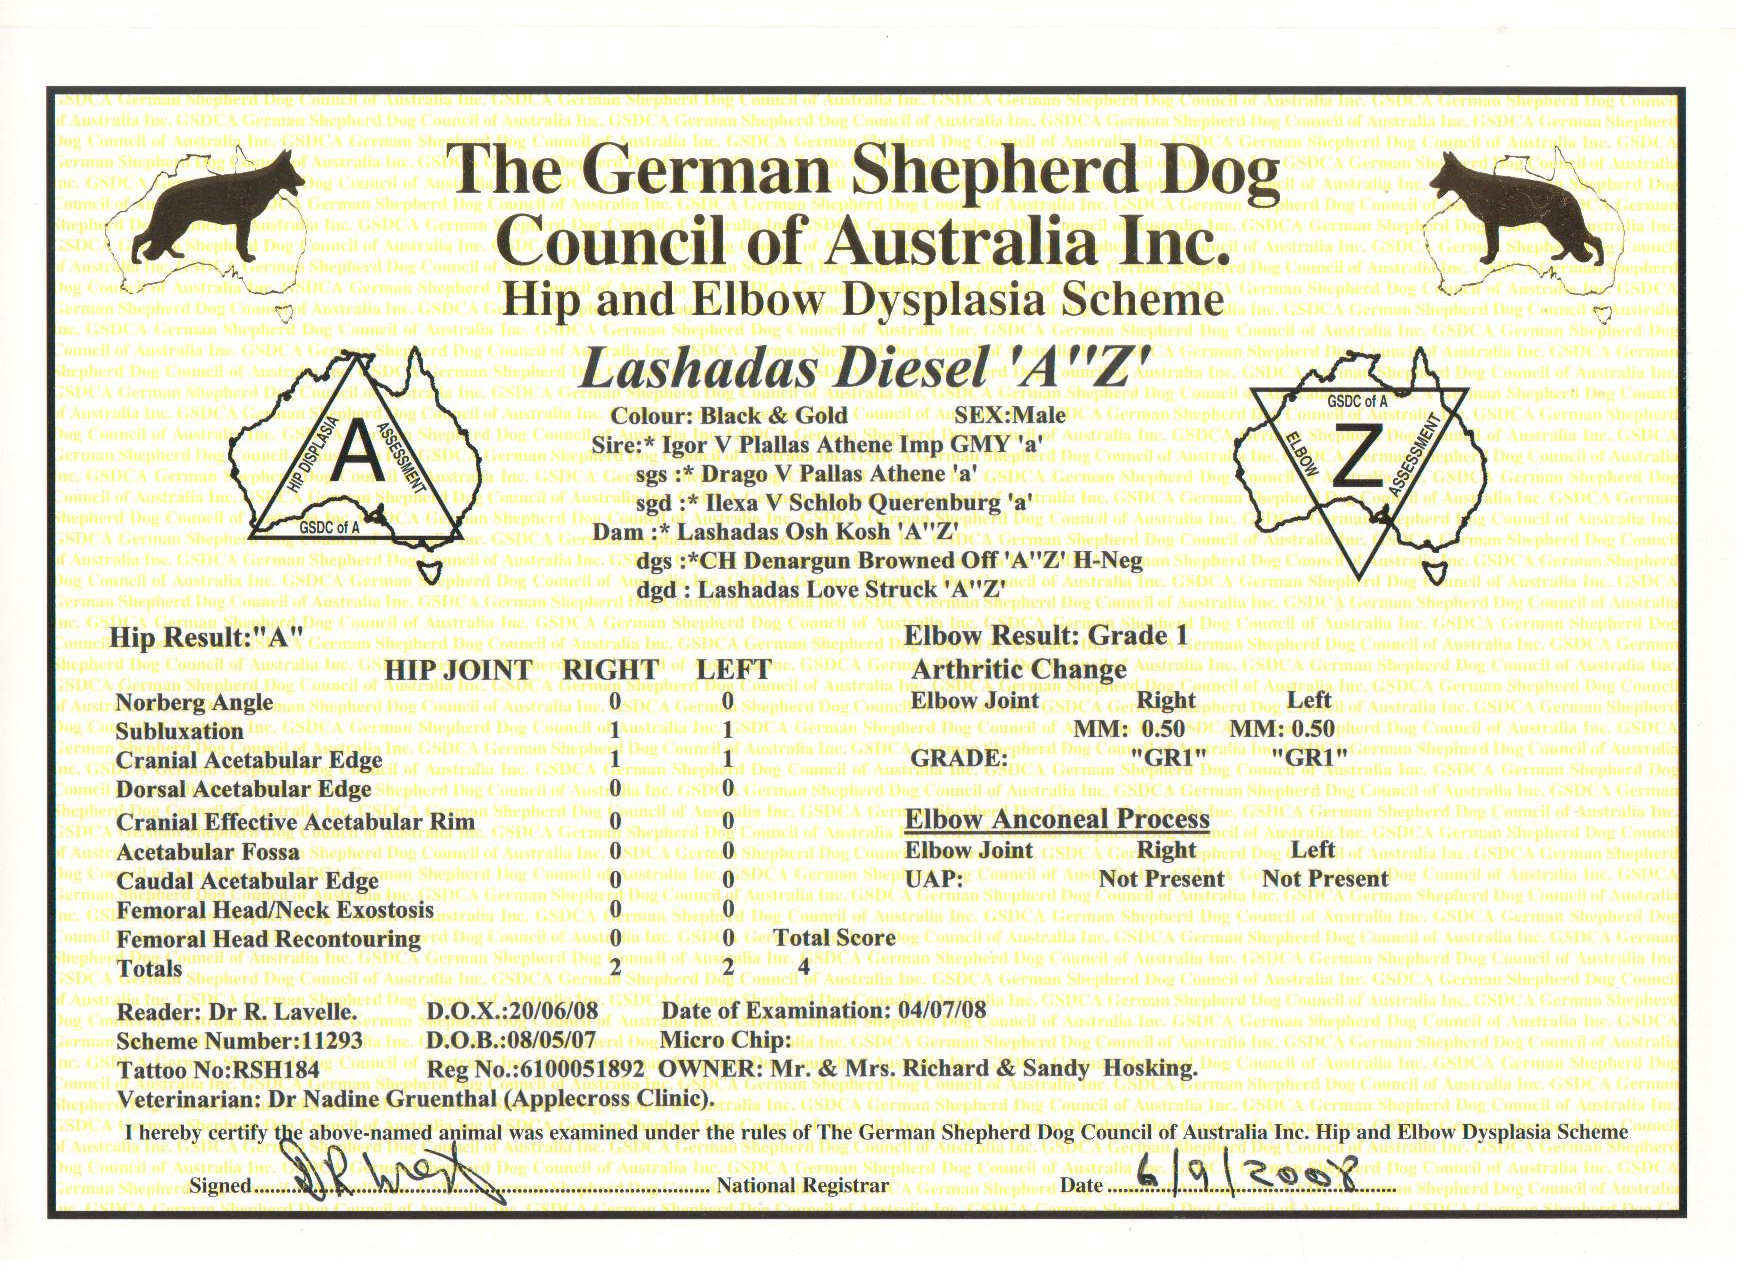 The German Shepherd Dog
Council of Australia Inc.
Hip and Elbow Dysplasia Scheme
Lashadas Diesel 'A''Z'
Colour: Black & Gold SEX:Male
Sire:* Igor V Plallas Athene Imp GMY 'a'
sgs :* Drago V Pallas Athene 'a'
sgd :* Ilexa V Schlob Querenburg 'a'
Dam :* Lashadas Osh Kosh 'A''Z'
dgs :*CH Denargun Browned Off 'A''Z' H-Neg
dgd : Lashadas Love Struck 'A''Z'
HIP DISPLASIA
A
ASSESSMENT
GSDC of A
GSDC of A
ELBOW
Z
ASSESSMENT
Hip Result:"A"
HIP JOINT RIGHT LEFT
Norberg Angle 0 0
Subluxation 1 1
Cranial Acetabular Edge 1 1
Dorsal Acetabular Edge 0 0
Cranial Effective Acetabular Rim 0 0
Acetabular Fossa 0 0
Caudal Acetabular Edge 0 0
Femoral Head/Neck Exostosis 0 0
Femoral Head Recontouring 0 0 Total Score
Totals 2 2 4
Elbow Result: Grade 1
Arthritic Change
Elbow Joint Right Left
MM: 0.50 MM: 0.50
GRADE: "GR1" "GR1"
Elbow Anconeal Process
Elbow Joint Right Left
UAP: Not Present Not Present
Reader: Dr R. Lavelle. D.O.X.:20/06/08 Date of Examination: 04/07/08
Scheme Number:11293 D.O.B.:08/05/07 Micro Chip:
Tattoo No:RSH184 Reg No.:6100051892 OWNER: Mr. & Mrs. Richard & Sandy Hosking.
Veterinarian: Dr Nadine Gruenthal (Applecross Clinic).
I hereby certify the above-named animal was examined under the rules of The German Shepherd Dog Council of Australia Inc. Hip and Elbow Dysplasia Scheme
Signed National Registrar Date 6/9/2008